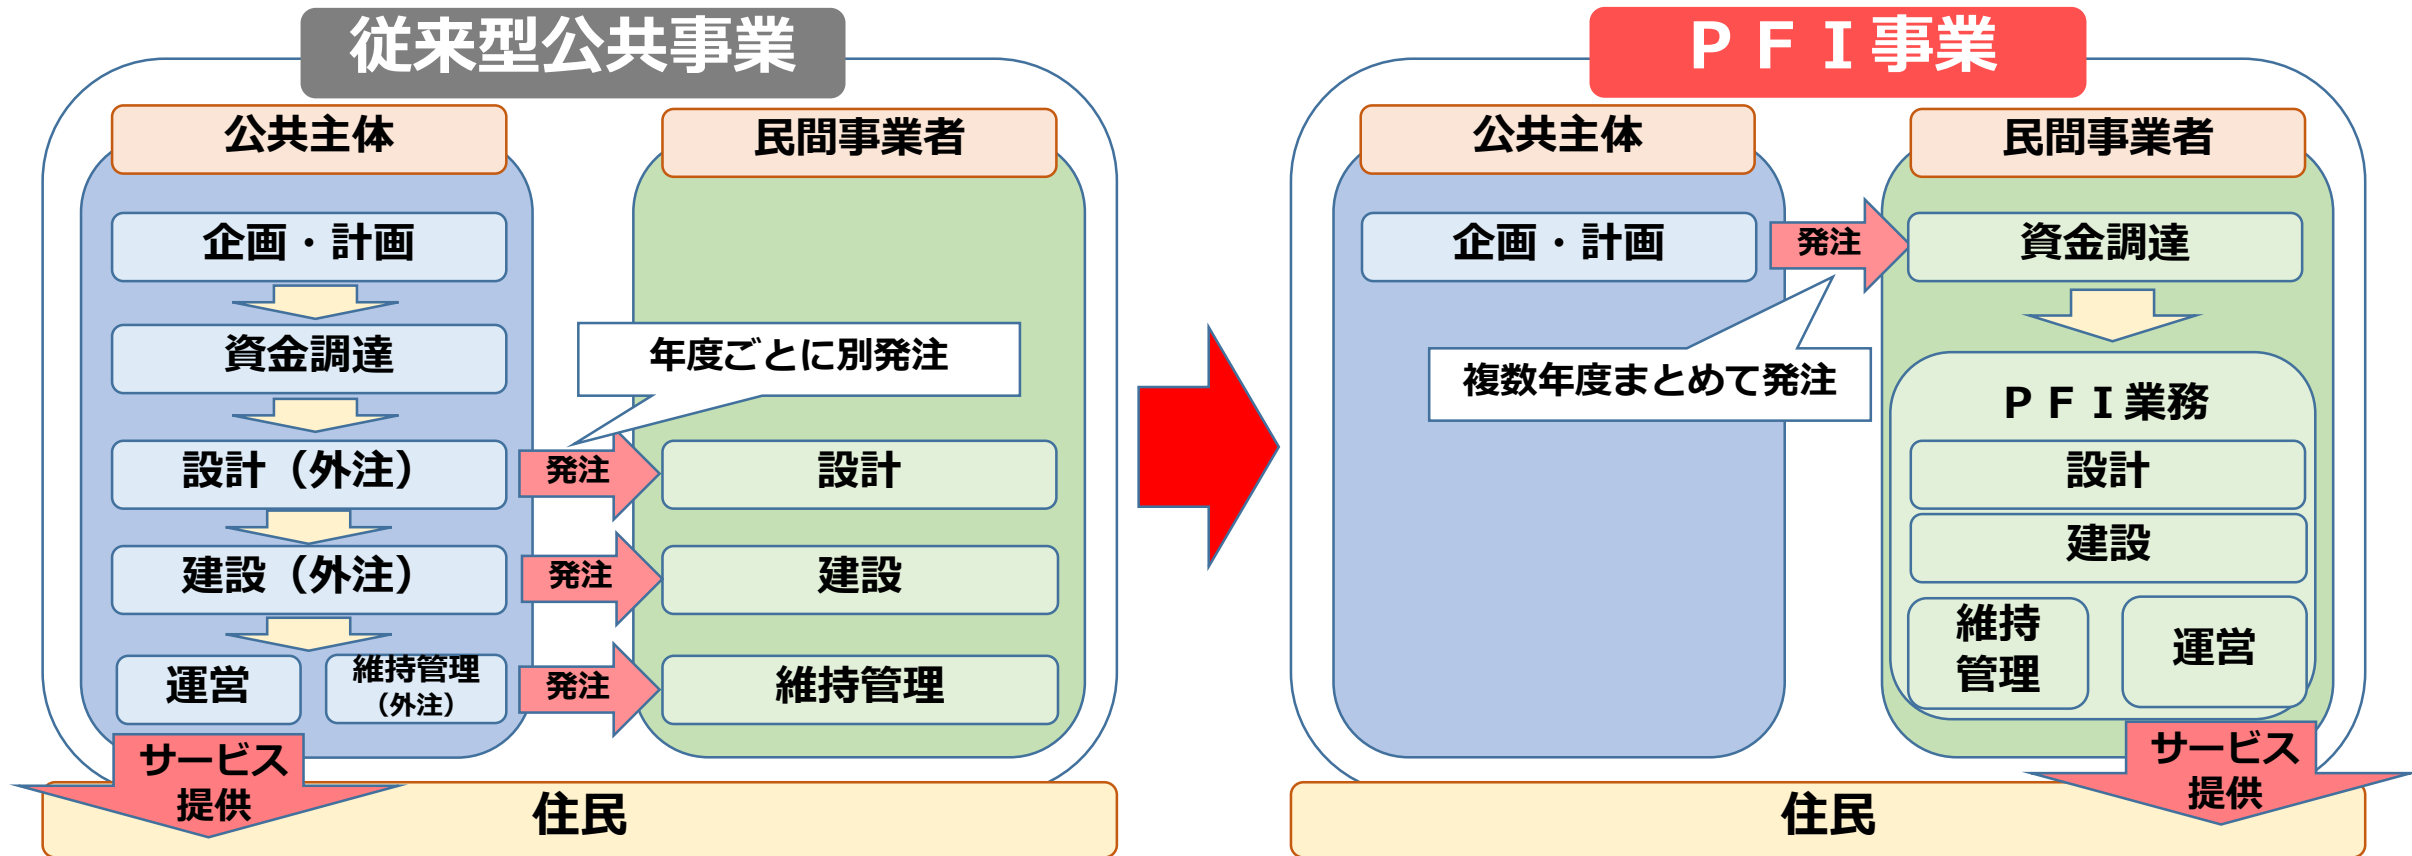 従来型公共事業
公共主体
民間事業者
企画・計画
資金調達
年度ごとに別発注
設計（外注）
発注
設計
建設（外注）
発注
建設
運営
維持管理
（外注）
発注
維持管理
サービス
提供
住民
ＰＦＩ事業
公共主体
民間事業者
企画・計画
発注
資金調達
複数年度まとめて発注
ＰＦＩ業務
設計
建設
維持
管理
運営
サービス
提供
住民